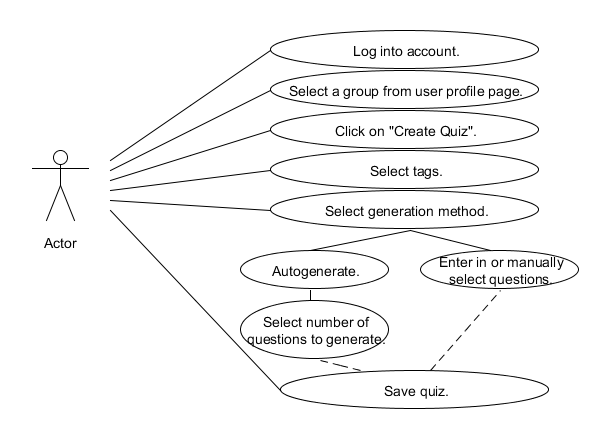 Log into account.
Select a group from user profile page.
Click on "Create Quiz".
Select tags.
Select generation method.
Actor
Autogenerate.
Enter in or manually
select questions.
Select number of
questions to generate.
Save quiz.